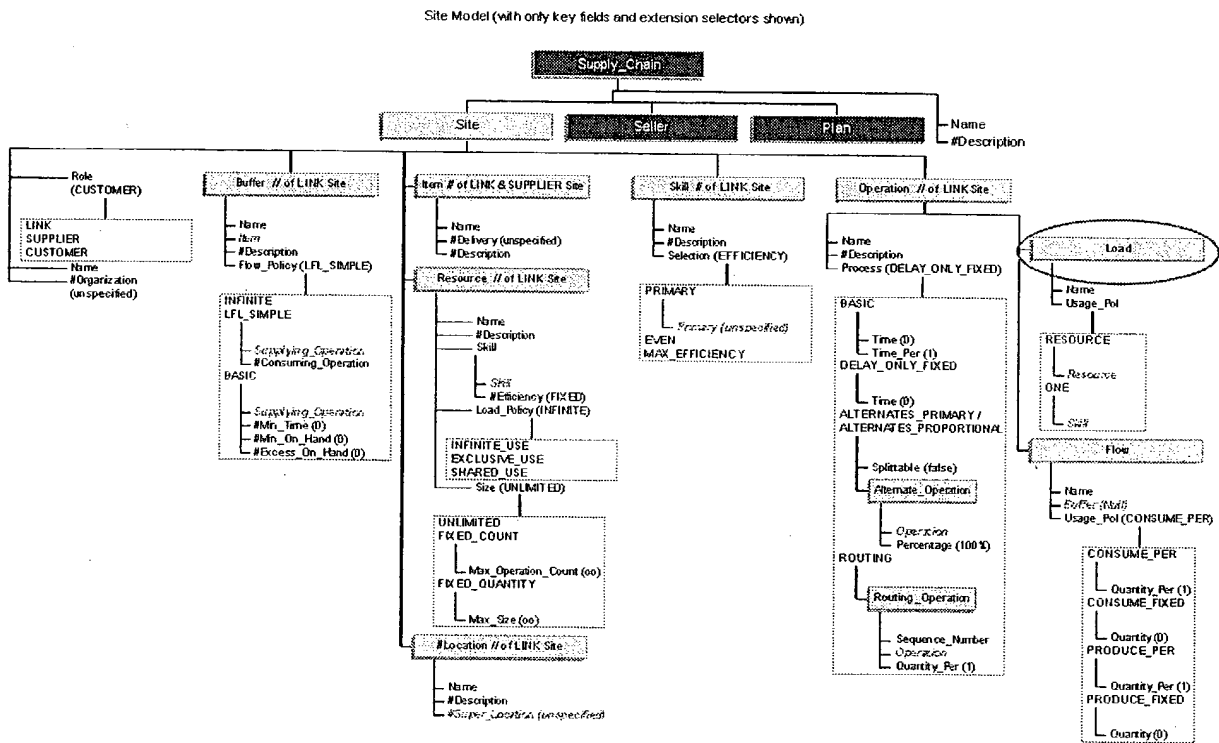 Site Model (with only key fields and extension selectors shown)
Supply_Chain
Site
Seller
Plan
Name
#Description
Role
(CUSTOMER)
LINK
SUPPLIER
CUSTOMER
Name
#Organization
(unspecified)
Buffer // of LINK Site
Name
Item
#Description
Flow_Policy (LFL_SIMPLE)
INFINITE
LFL_SIMPLE
Supplying_Operation
#Consuming_Operation
BASIC
Supplying_Operation
#Min_Time (0)
#Min_On_Hand (0)
#Excess_On_Hand (0)
Item // of LINK & SUPPLIER Site
Name
#Delivery (unspecified)
#Description
Resource // of LINK Site
Name
#Description
Skill
Skill
#Efficiency (FIXED)
Load_Policy (INFINITE)
INFINITE_USE
EXCLUSIVE_USE
SHARED_USE
Size (UNLIMITED)
UNLIMITED
FIXED_COUNT
Max_Operation_Count (oo)
FIXED_QUANTITY
Max_Size (oo)
#Location // of LINK Site
Name
#Description
#Super_Location (unspecified)
Skill // of LINK Site
Name
#Description
Selection (EFFICIENCY)
PRIMARY
Primary (unspecified)
EVEN
MAX_EFFICIENCY
Operation // of LINK Site
Name
#Description
Process (DELAY_ONLY_FIXED)
BASIC
Time (0)
Time_Per (1)
DELAY_ONLY_FIXED
Time (0)
ALTERNATES_PRIMARY /
ALTERNATES_PROPORTIONAL
Splittable (false)
Alternate_Operation
Operation
Percentage (100%)
ROUTING
Routing_Operation
Sequence_Number
Operation
Quantity_Per (1)
Load
Name
Usage_Pol
RESOURCE
Resource
ONE
Skill
Flow
Name
Buffer (Null)
Usage_Pol (CONSUME_PER)
CONSUME_PER
Quantity_Per (1)
CONSUME_FIXED
Quantity (0)
PRODUCE_PER
Quantity_Per (1)
PRODUCE_FIXED
Quantity (0)